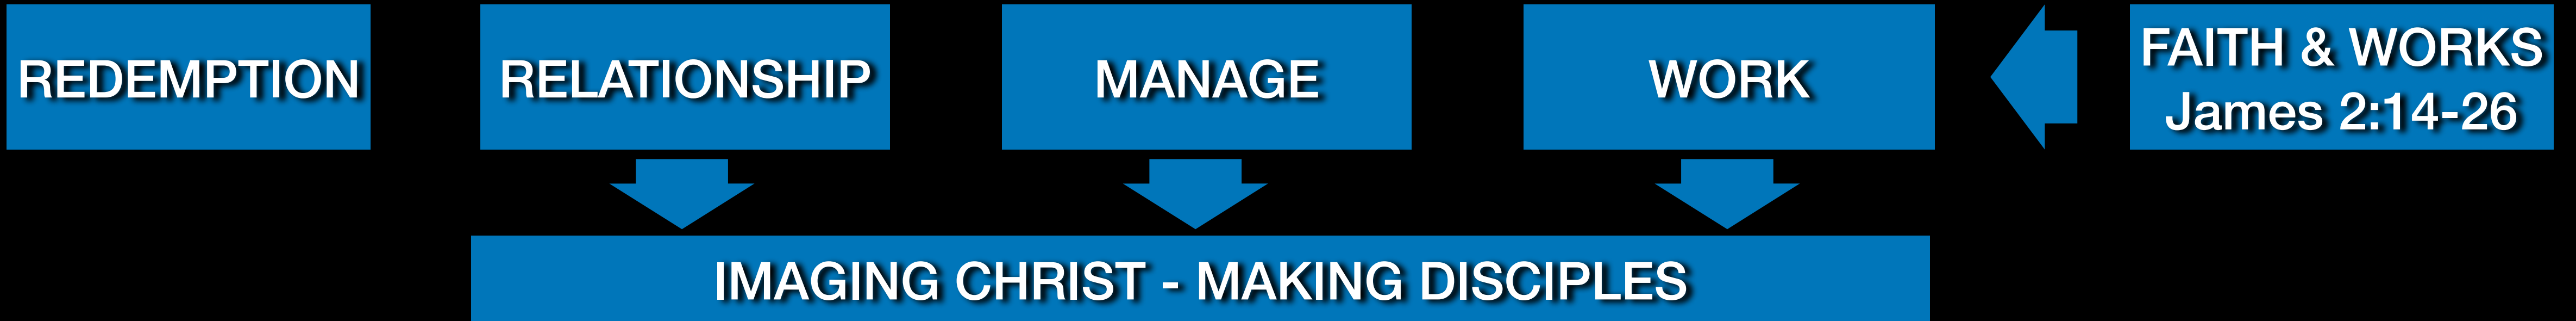 REDEMPTION
RELATIONSHIP
MANAGE
WORK
FAITH & WORKS
James 2:14-26
IMAGING CHRIST - MAKING DISCIPLES